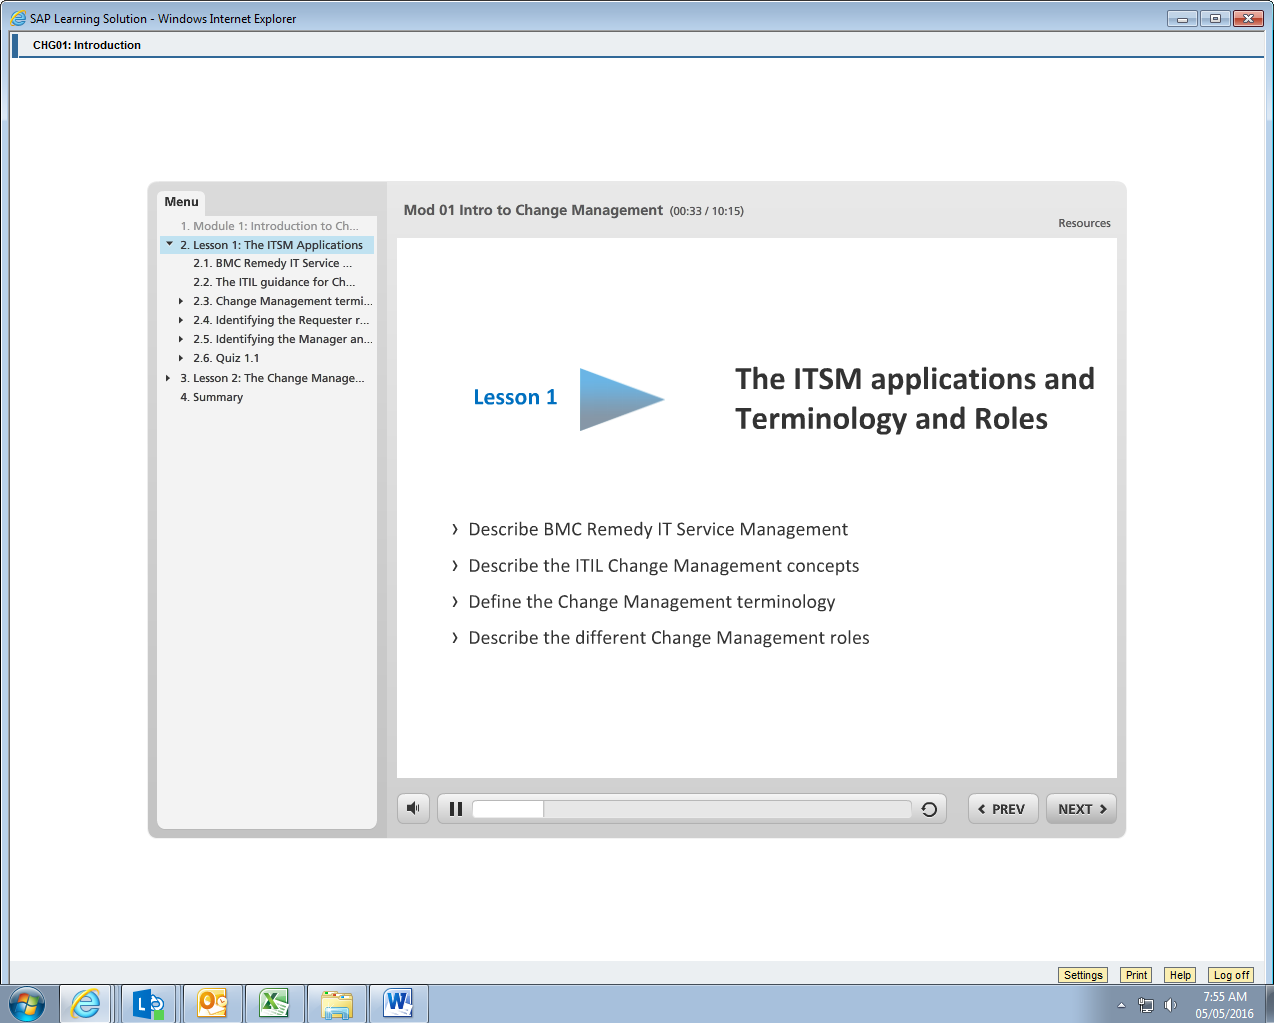 SAP Learning Solution - Windows Internet Explorer
CHG01: Introduction
Menu
1. Module 1: Introduction to Ch...
2. Lesson 1: The ITSM Applications
2.1. BMC Remedy IT Service ...
2.2. The ITIL guidance for Ch...
2.3. Change Management termi...
2.4. Identifying the Requester r...
2.5. Identifying the Manager an...
2.6. Quiz 1.1
3. Lesson 2: The Change Manage...
4. Summary
Mod 01 Intro to Change Management (00:33 / 10:15)
Resources
Lesson 1
The ITSM applications and
Terminology and Roles
› Describe BMC Remedy IT Service Management
› Describe the ITIL Change Management concepts
› Define the Change Management terminology
› Describe the different Change Management roles
PREV
NEXT
Settings Print Help Log off
7:55 AM
05/05/2016